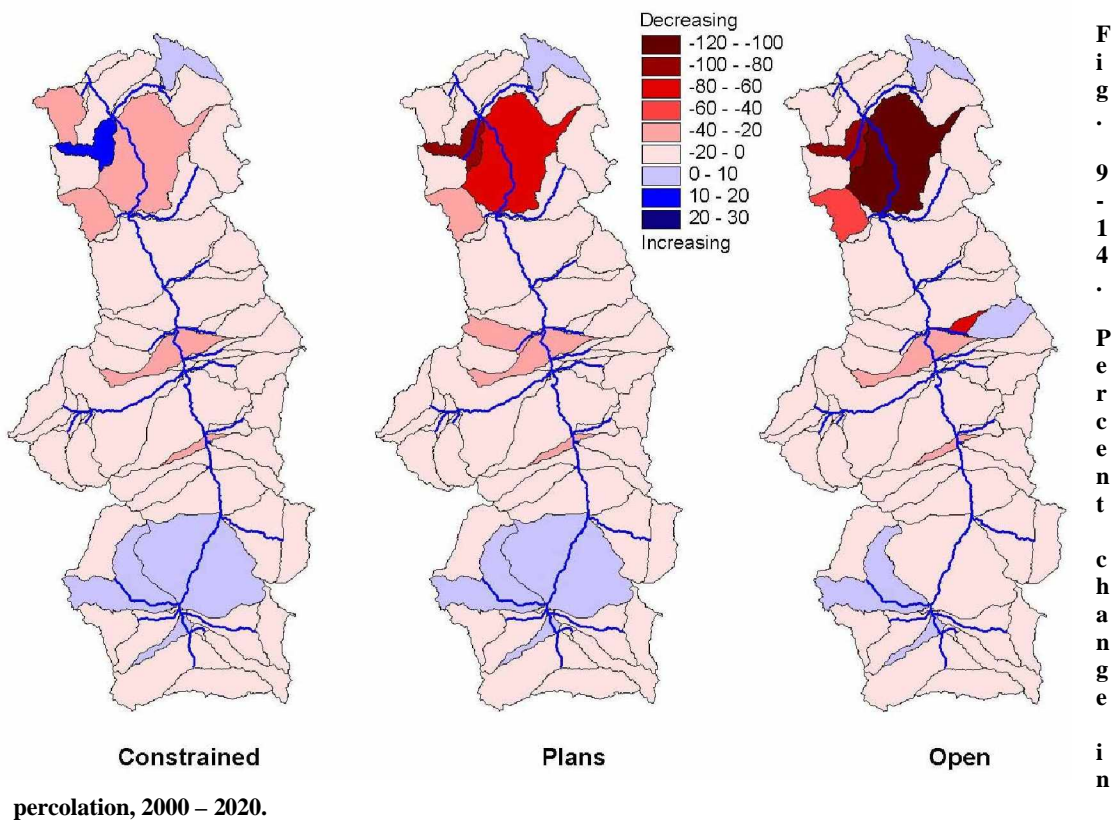 Decreasing
-120 - -100
-100 - -80
-80 - -60
-60 - -40
-40 - -20
-20 - 0
0 - 10
10 - 20
20 - 30
Increasing
Constrained
Plans
Open
Fig. 9-14. Percent change in
percolation, 2000 – 2020.